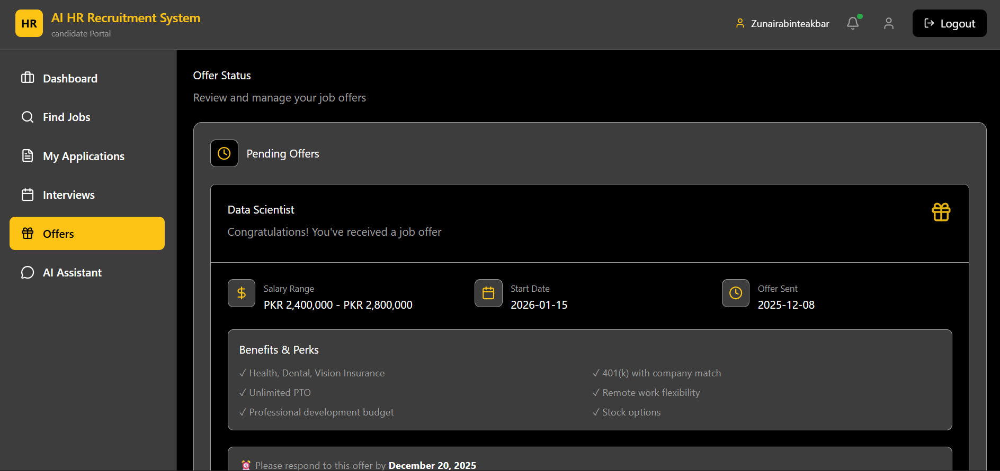 HR
AI HR Recruitment System
candidate Portal
Zunairabinteakbar
Logout
Dashboard
Find Jobs
My Applications
Interviews
Offers
AI Assistant
Offer Status
Review and manage your job offers
Pending Offers
Data Scientist
Congratulations! You've received a job offer
Salary Range
PKR 2,400,000 - PKR 2,800,000
Start Date
2026-01-15
Offer Sent
2025-12-08
Benefits & Perks
✓ Health, Dental, Vision Insurance
✓ 401(k) with company match
✓ Unlimited PTO
✓ Remote work flexibility
✓ Professional development budget
✓ Stock options
⏰ Please respond to this offer by December 20, 2025